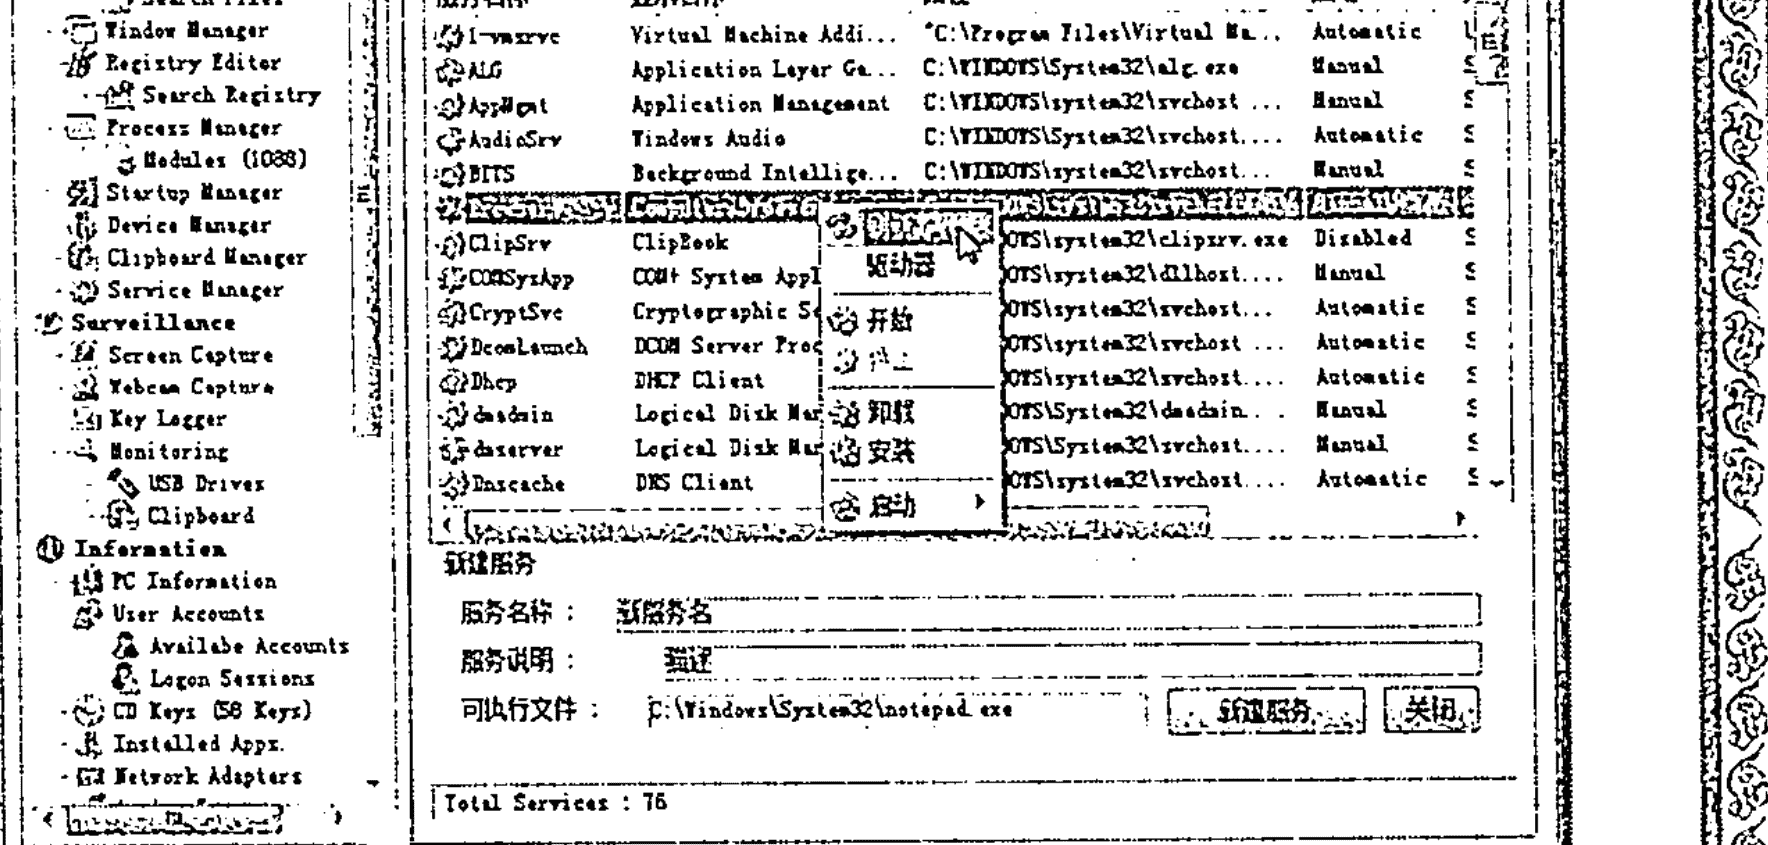 Window Manager
Registry Editor
Search Registry
Process Manager
Modules (1088)
Startup Manager
Device Manager
Clipboard Manager
Service Manager
Surveillance
Screen Capture
Webcam Capture
Key Logger
Monitoring
USB Drives
Clipboard
Information
PC Information
User Accounts
Availabe Accounts
Logon Sessions
CD Keys (58 Keys)
Installed Apps.
Network Adapters
1-vmsrvc Virtual Machine Addi... "C:\Program Files\Virtual Ma... Automatic
ALG Application Layer Ga... C:\WINDOWS\System32\alg.exe Manual S
AppMgmt Application Management C:\WINDOWS\system32\svchost ... Manual S
AudioSrv Windows Audio C:\WINDOWS\System32\svchost.... Automatic S
BITS Background Intellige... C:\WINDOWS\system32\svchost... Manual S
ClipSrv ClipBook OWS\system32\clipsrv.exe Disabled S
COMSysApp COM+ System Appl OWS\system32\dllhost.... Manual S
CryptSvc Cryptographic Se OWS\system32\svchost.... Automatic S
DcomLaunch DCOM Server Proc OWS\system32\svchost ... Automatic S
Dhcp DHCP Client OWS\system32\svchost.... Automatic S
dmadmin Logical Disk Man OWS\System32\dmadmin.... Manual S
dmserver Logical Disk Man OWS\System32\svchost.... Manual S
Dnscache DNS Client OWS\system32\svchost.... Automatic S
驱动器
开始
停止
卸载
安装
启动
新建服务
服务名称 : 新服务名
服务说明 : 描述
可执行文件 : C:\Windows\System32\notepad.exe 新建服务 关闭
Total Services : 76